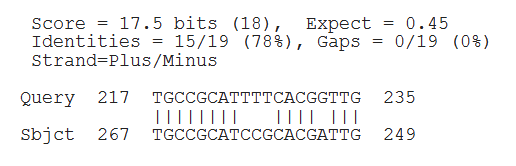 Score = 17.5 bits (18), Expect = 0.45
Identities = 15/19 (78%), Gaps = 0/19 (0%)
Strand=Plus/Minus
Query 217 TGCCGCATTTTCACGGTTG 235
|||||||| |||| |||
Sbjct 267 TGCCGCATCCGCACGATTG 249